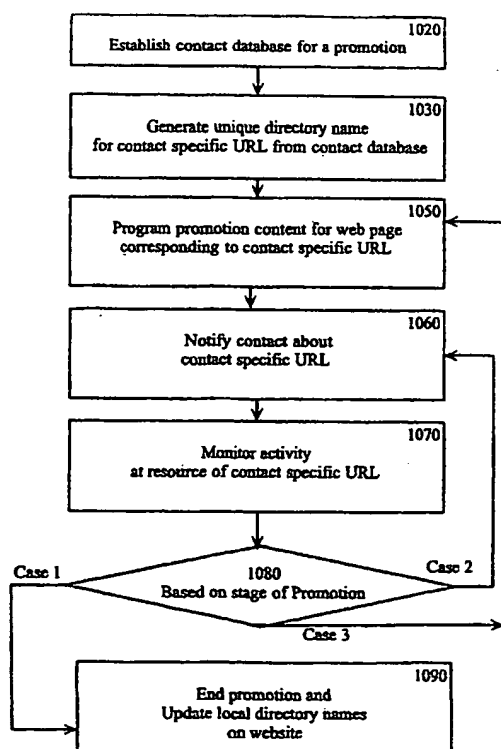 1020
Establish contact database for a promotion
1030
Generate unique directory name
for contact specific URL from contact database
1050
Program promotion content for web page
corresponding to contact specific URL
1060
Notify contact about
contact specific URL
1070
Monitor activity
at resource of contact specific URL
Case 1
1080
Based on stage of Promotion
Case 2
Case 3
1090
End promotion and
Update local directory names
on website